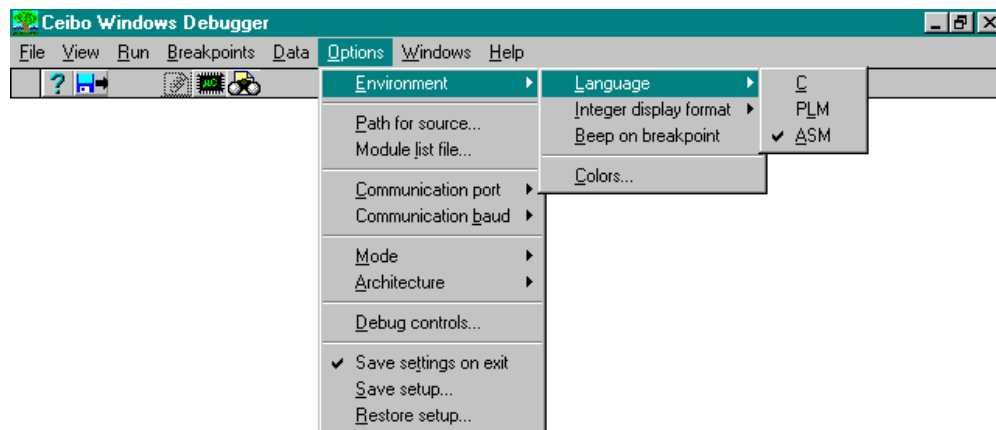 Ceibo Windows Debugger
File View Run Breakpoints Data Options Windows Help
Environment
Path for source...
Module list file...
Communication port
Communication baud
Mode
Architecture
Debug controls...
Save settings on exit
Save setup...
Restore setup...
Language
Integer display format
Beep on breakpoint
Colors...
C
PLM
ASM